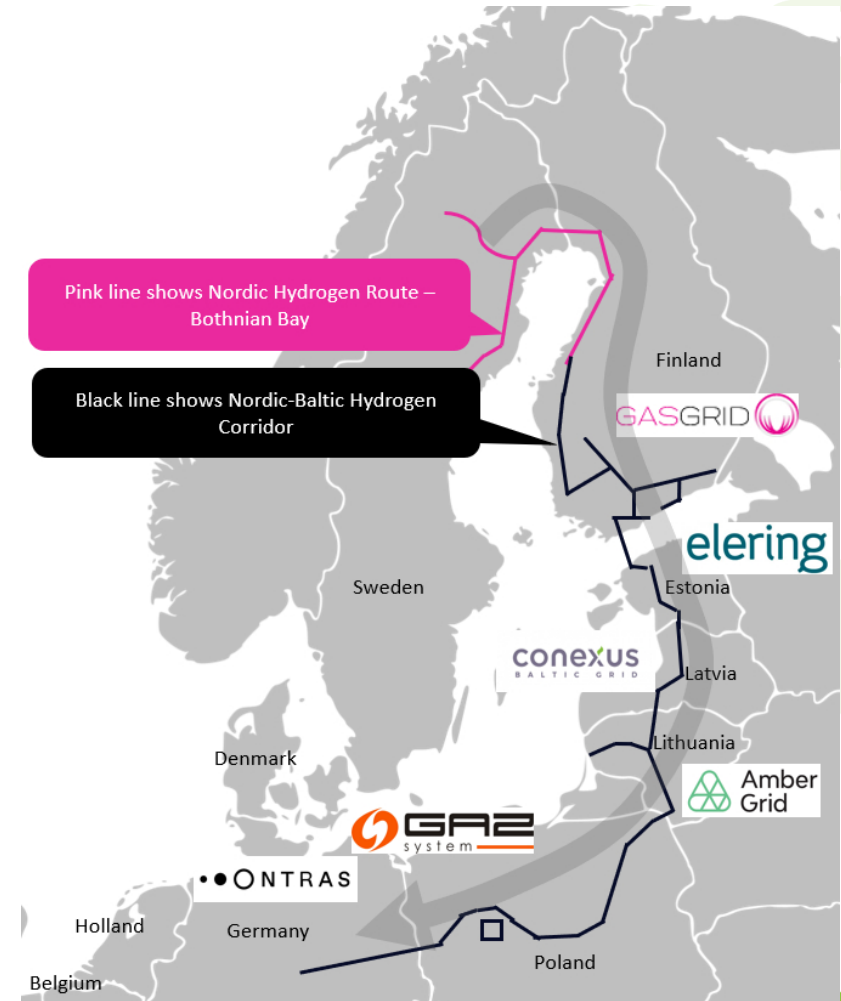 Pink line shows Nordic Hydrogen Route –
Bothnian Bay
Finland
Black line shows Nordic-Baltic Hydrogen
Corridor
GASGRID
elering
Sweden
Estonia
conexus
BALTIC GRID
Latvia
Lithuania
Denmark
Amber
Grid
GAZ
system
ONTRAS
Holland
Germany
Poland
Belgium